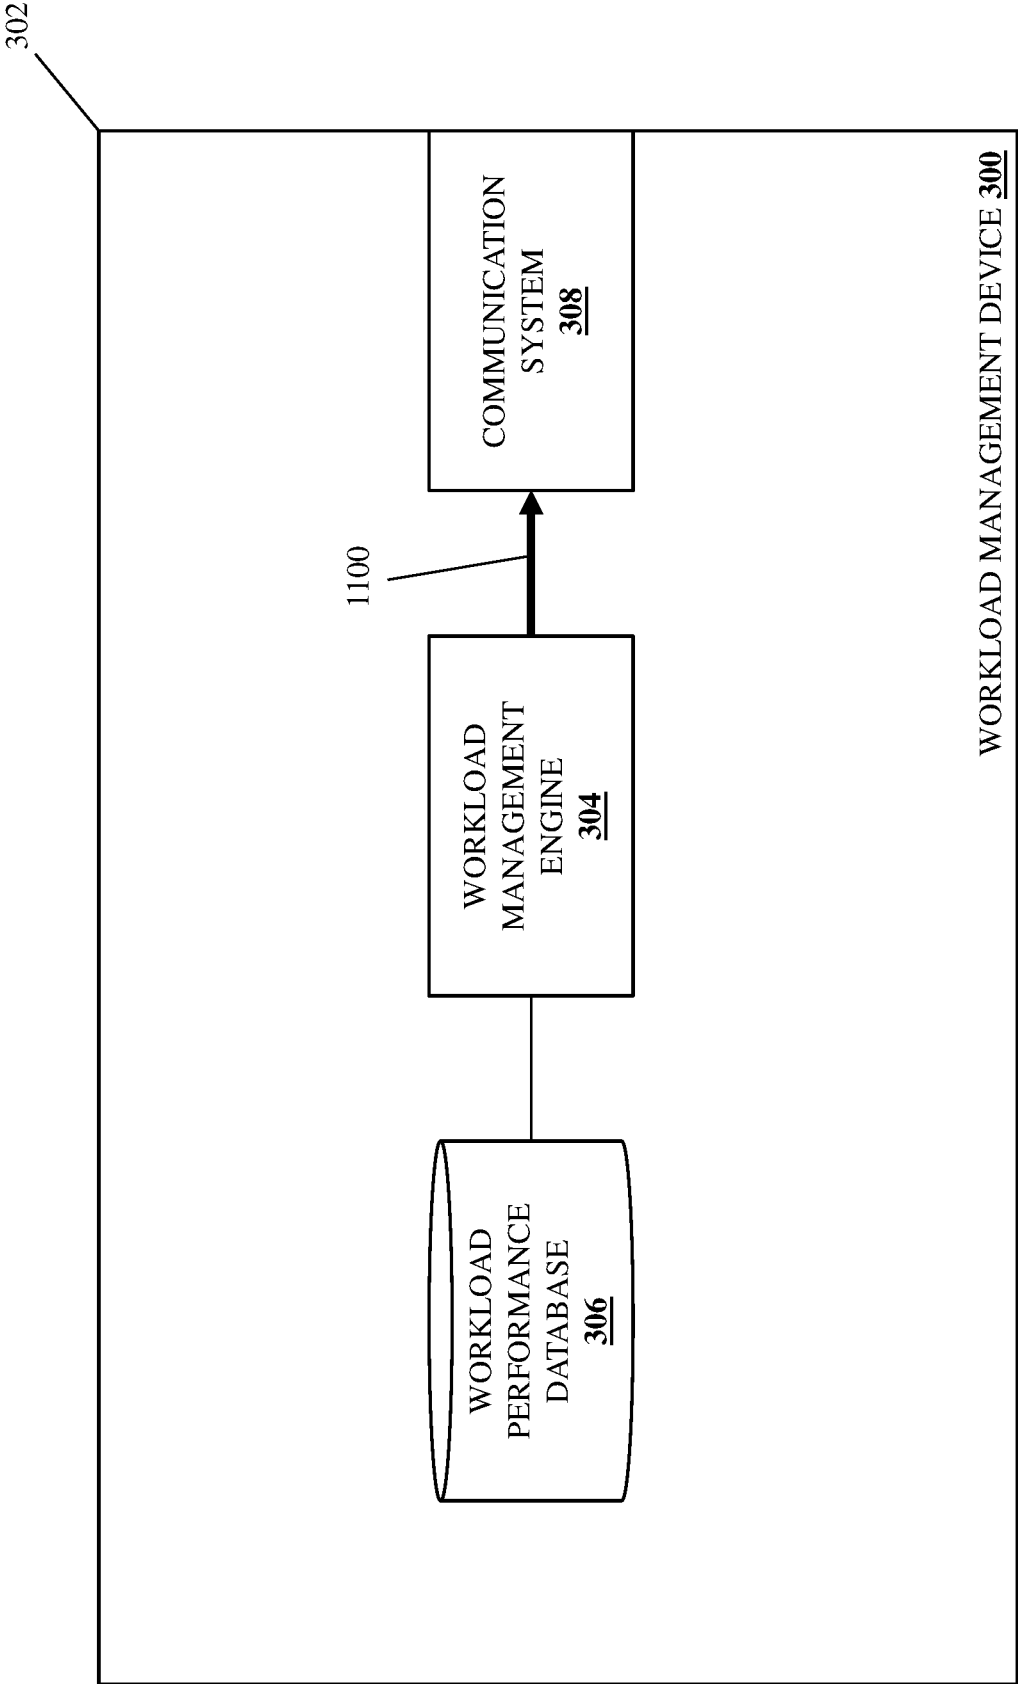 302
1100
WORKLOAD
PERFORMANCE
DATABASE
306
WORKLOAD
MANAGEMENT
ENGINE
304
COMMUNICATION
SYSTEM
308
WORKLOAD MANAGEMENT DEVICE 300